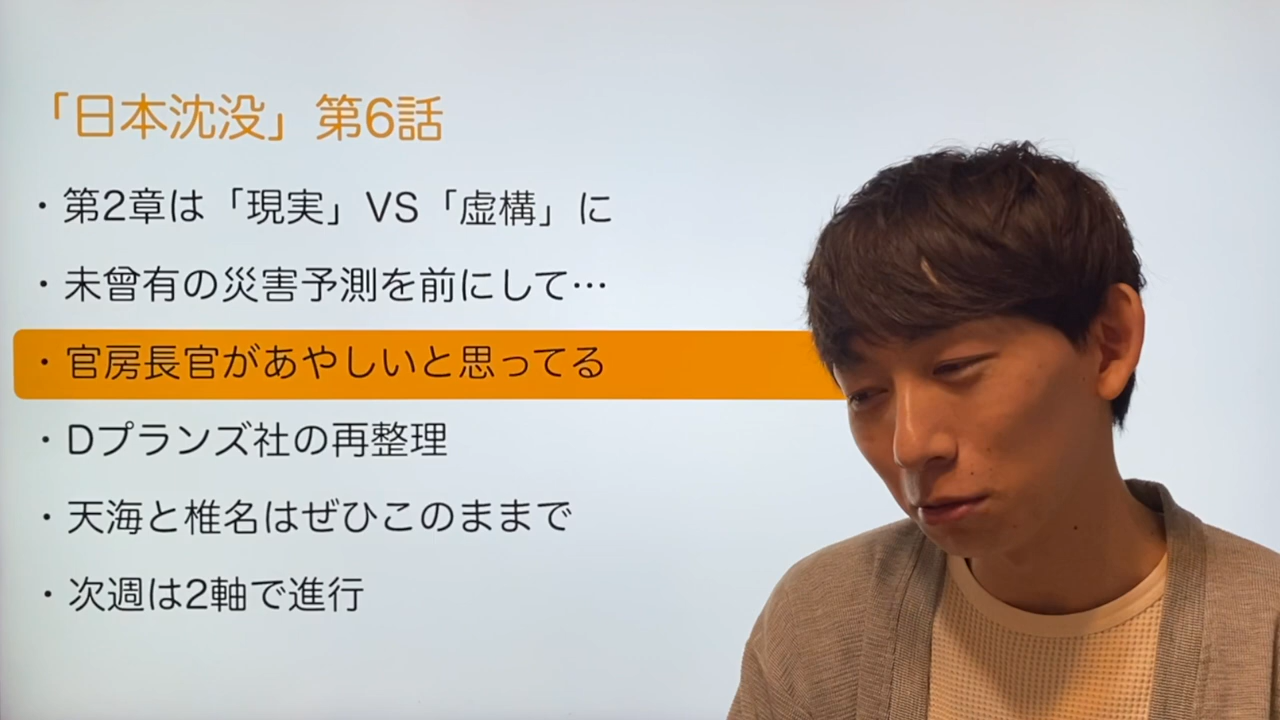 「日本沈没」第6話
・第2章は「現実」VS「虚構」に
・未曾有の災害予測を前にして…
・官房長官があやしいと思ってる
・Dプランズ社の再整理
・天海と椎名はぜひこのままで
・次週は2軸で進行